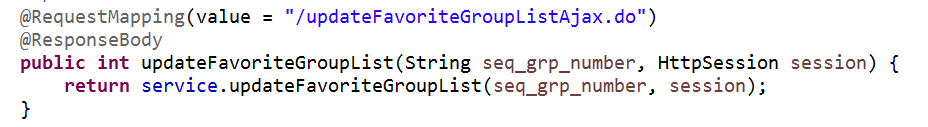 @RequestMapping(value = "/updateFavoriteGroupListAjax.do")
@ResponseBody
public int updateFavoriteGroupList(String seq_grp_number, HttpSession session) {
return service.updateFavoriteGroupList(seq_grp_number, session);
}